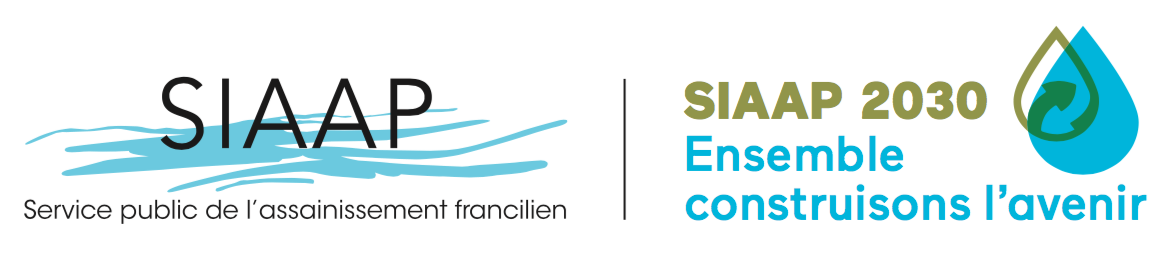 SIAAP
Service public de l'assainissement francilien
SIAAP 2030
Ensemble
construisons l'avenir